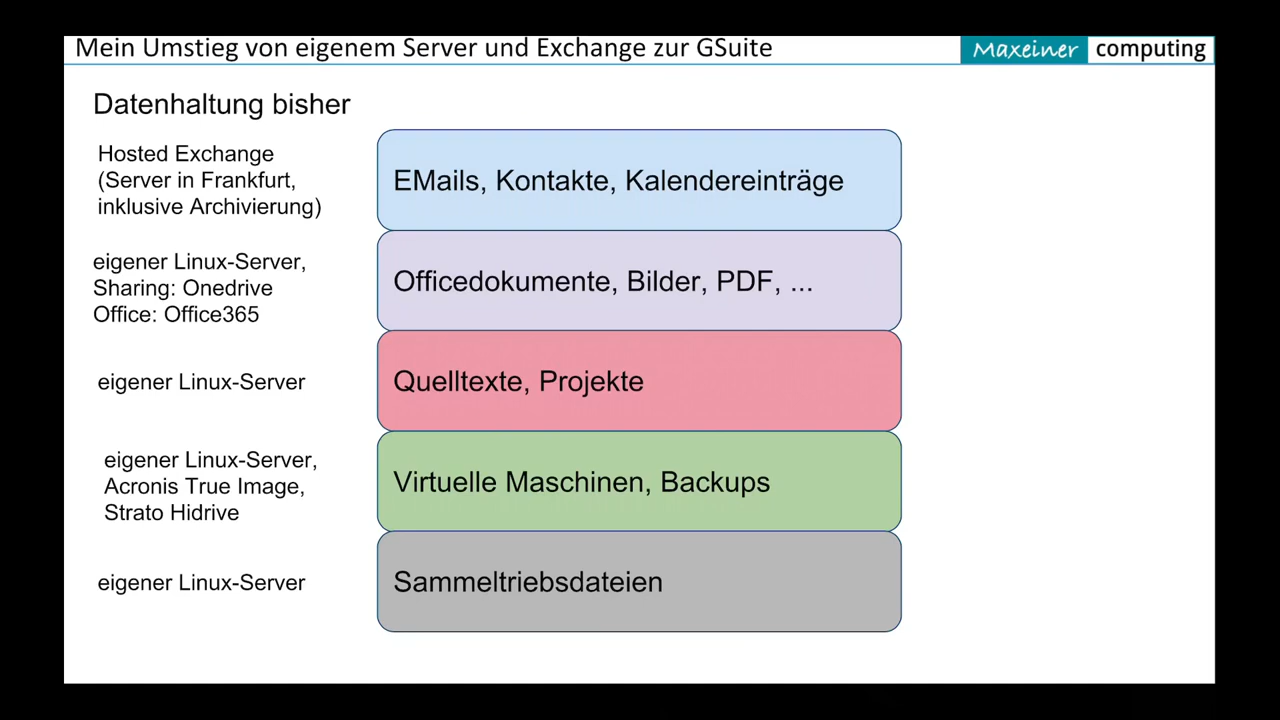 Mein Umstieg von eigenem Server und Exchange zur GSuite
Maxeiner computing
Datenhaltung bisher
Hosted Exchange
(Server in Frankfurt,
inklusive Archivierung)
EMails, Kontakte, Kalendereinträge
eigener Linux-Server,
Sharing: Onedrive
Office: Office365
Officedokumente, Bilder, PDF, ...
eigener Linux-Server
Quelltexte, Projekte
eigener Linux-Server,
Acronis True Image,
Strato Hidrive
Virtuelle Maschinen, Backups
eigener Linux-Server
Sammeltriebsdateien